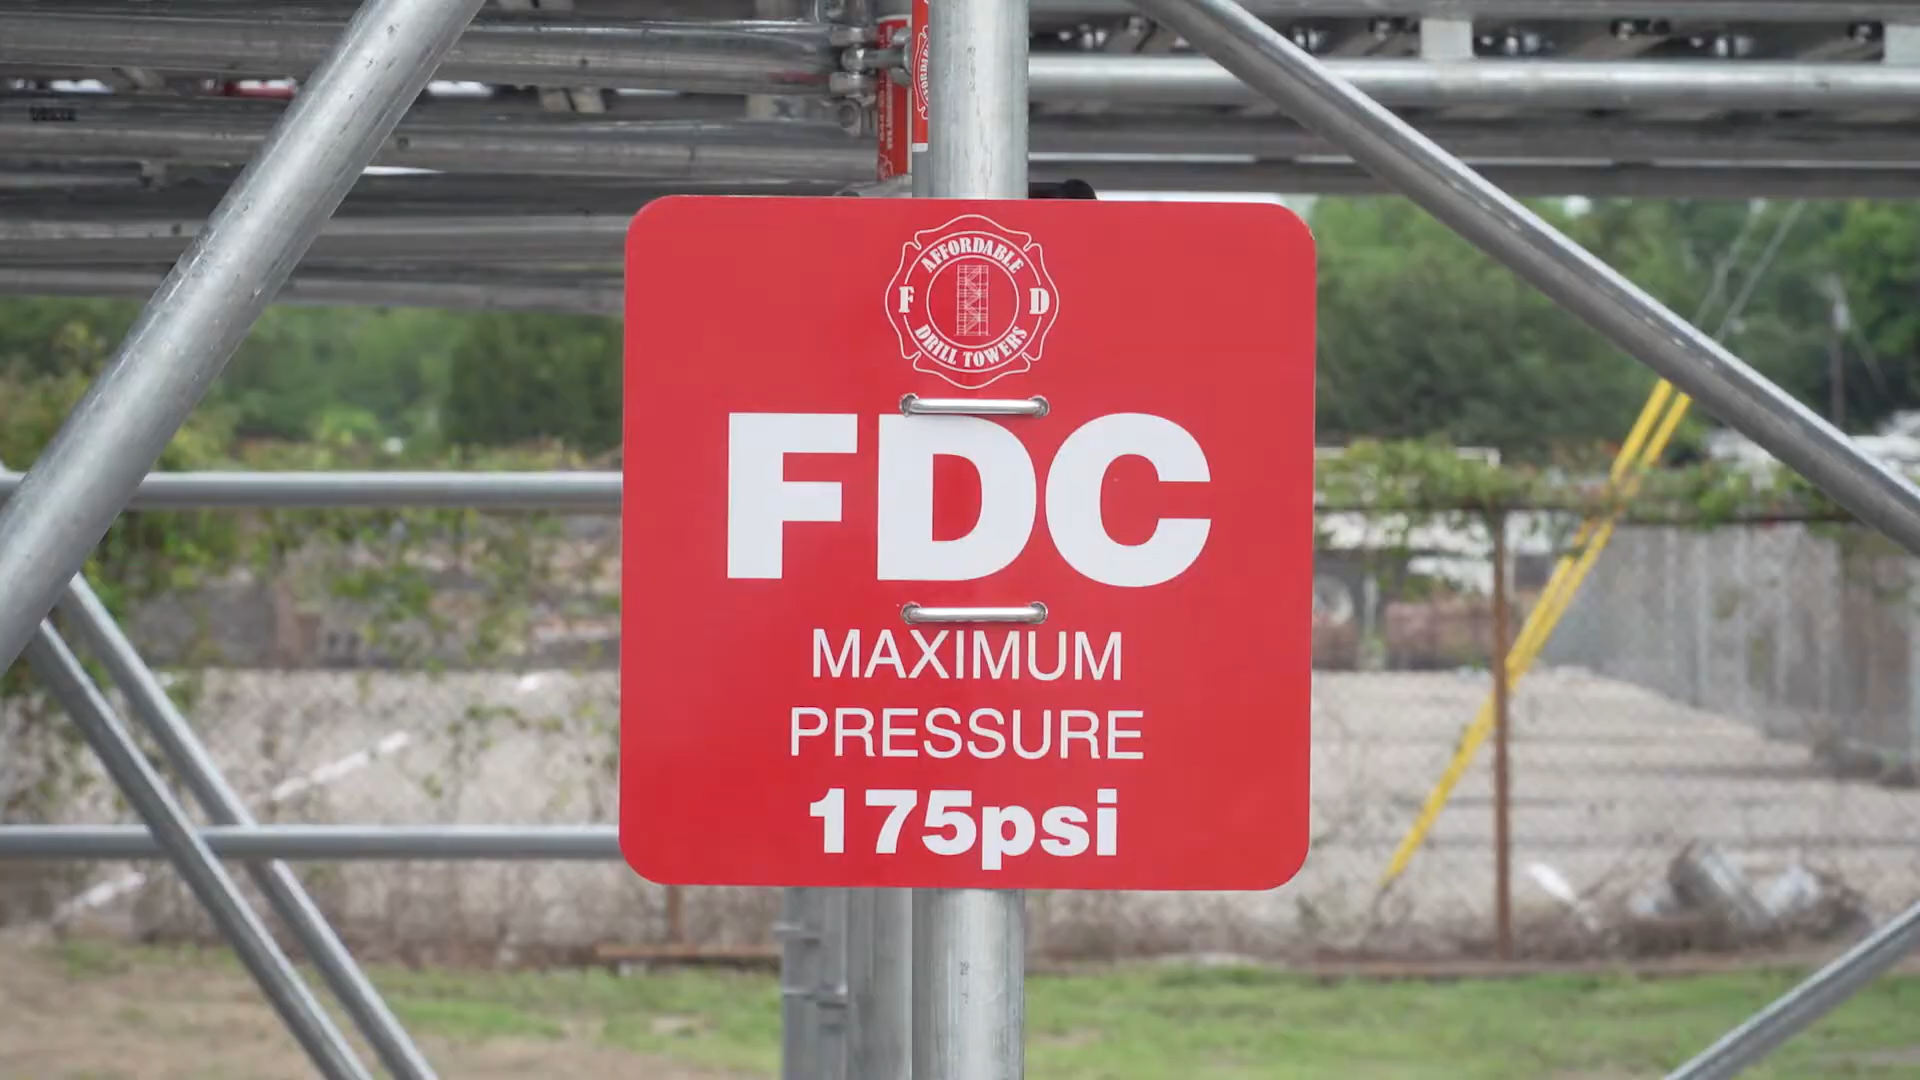 AFFORDABLE
F D
DRILL TOWERS
FDC
MAXIMUM
PRESSURE
175psi